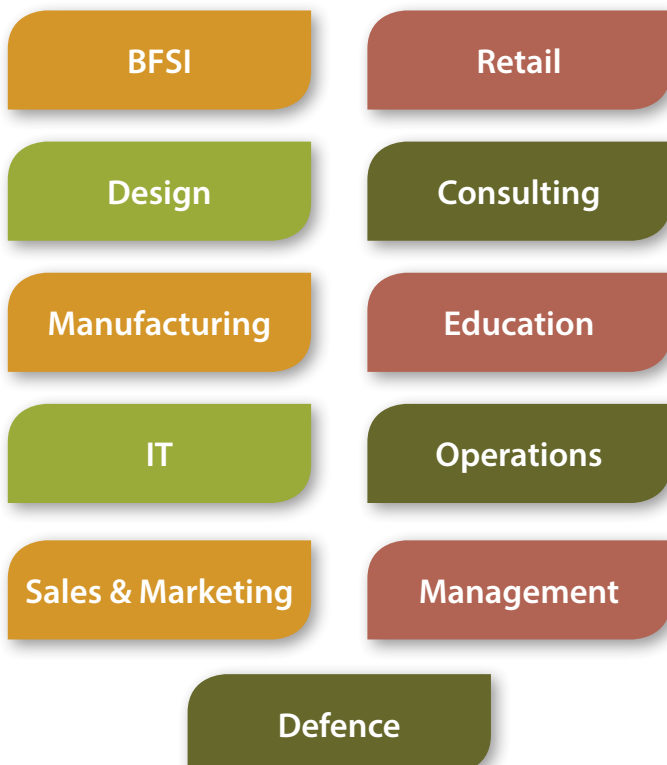 BFSI
Retail
Design
Consulting
Manufacturing
Education
IT
Operations
Sales & Marketing
Management
Defence